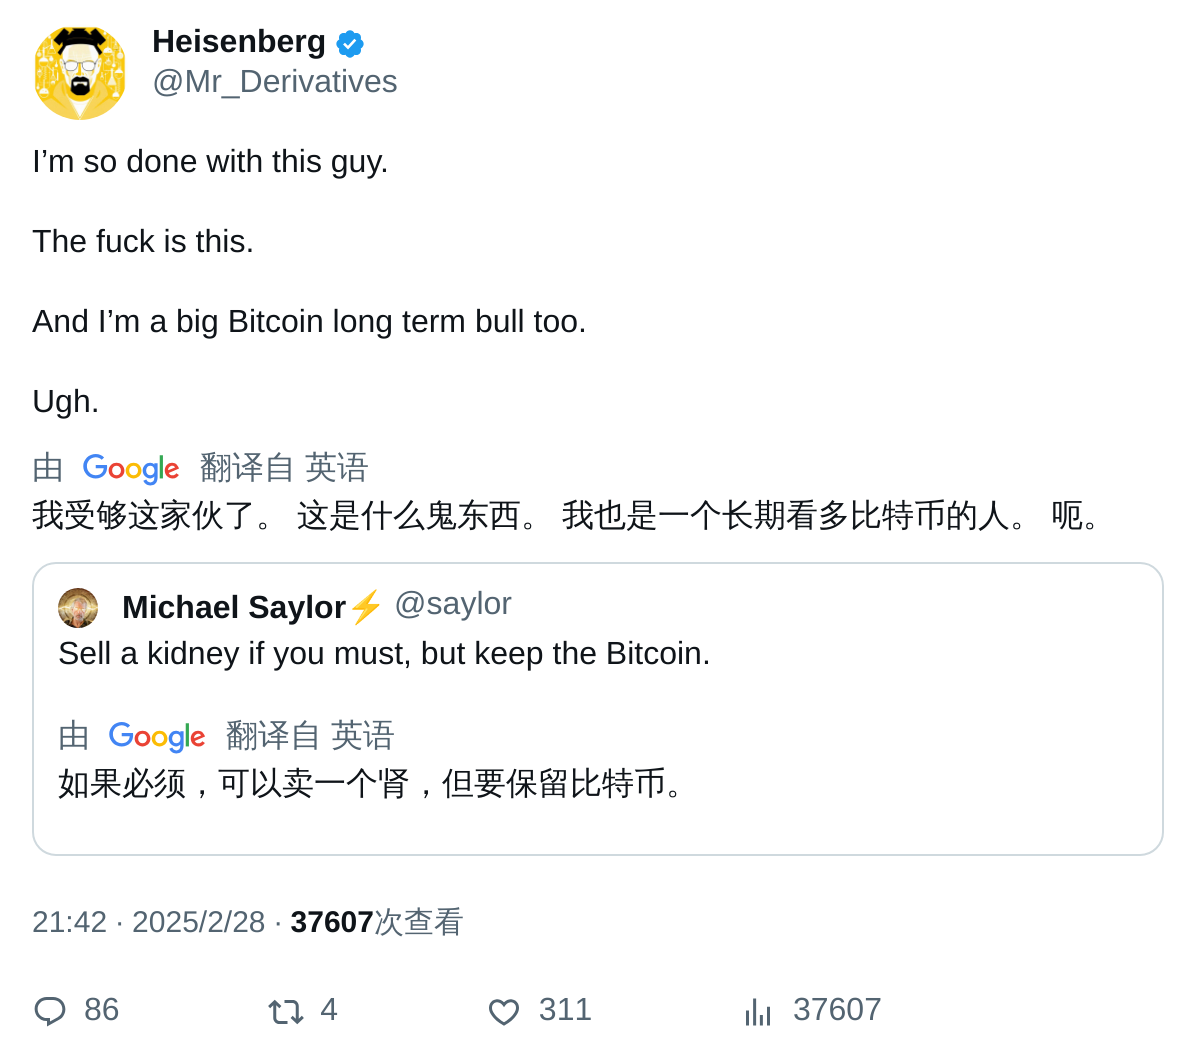 Heisenberg
@Mr_Derivatives
I’m so done with this guy.
The fuck is this.
And I’m a big Bitcoin long term bull too.
Ugh.
由 Google 翻译自 英语
我受够这家伙了。 这是什么鬼东西。 我也是一个长期看多比特币的人。 呃。
Michael Saylor⚡ @saylor
Sell a kidney if you must, but keep the Bitcoin.
由 Google 翻译自 英语
如果必须，可以卖一个肾，但要保留比特币。
21:42 · 2025/2/28 · 37607次查看
86 4 311 37607